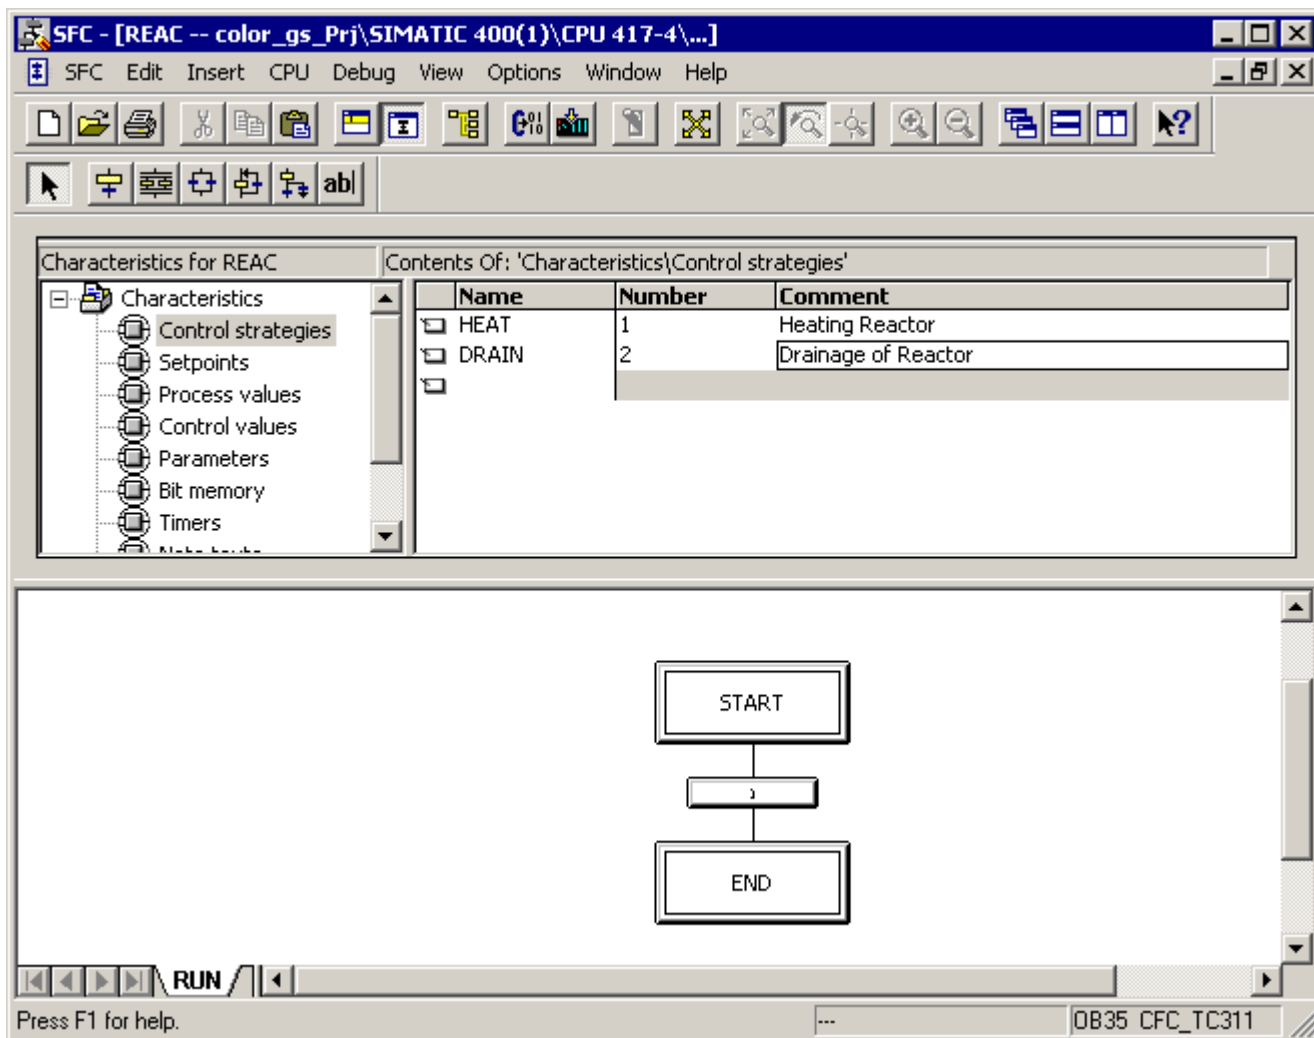 SFC - [REAC -- color_gs_Prj\SIMATIC 400(1)\CPU 417-4\...]
SFC Edit Insert CPU Debug View Options Window Help
ab|
Characteristics for REAC
Contents Of: 'Characteristics\Control strategies'
Characteristics
Control strategies
Setpoints
Process values
Control values
Parameters
Bit memory
Timers
Name Number Comment
HEAT 1 Heating Reactor
DRAIN 2 Drainage of Reactor
START
END
RUN
Press F1 for help.
---
OB35 CFC_TC311